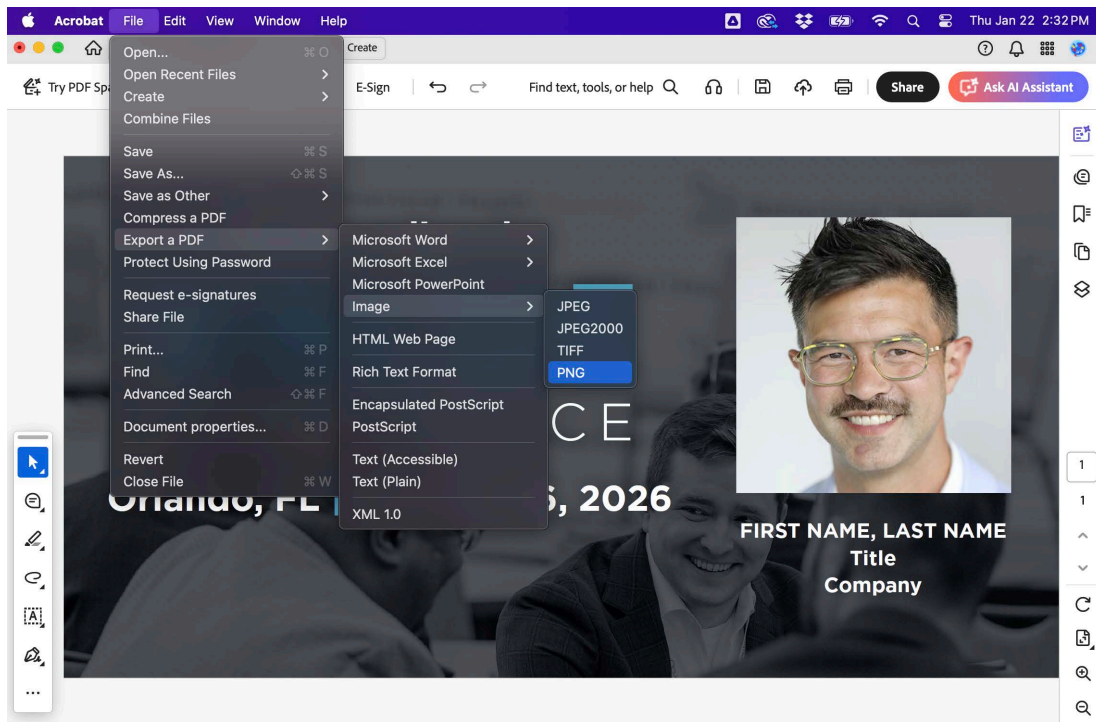 Acrobat File Edit View Window Help Thu Jan 22 2:32 PM
Create
Try PDF Spa E-Sign Find text, tools, or help Share Ask AI Assistant
Open... ⌘ O
Open Recent Files
Create
Combine Files
Save ⌘ S
Save As... ⇧⌘ S
Save as Other
Compress a PDF
Export a PDF
Protect Using Password
Request e-signatures
Share File
Print... ⌘ P
Find ⌘ F
Advanced Search ⇧⌘ F
Document properties... ⌘ D
Revert
Close File ⌘ W
Microsoft Word
Microsoft Excel
Microsoft PowerPoint
Image
HTML Web Page
Rich Text Format
Encapsulated PostScript
PostScript
Text (Accessible)
Text (Plain)
XML 1.0
JPEG
JPEG2000
TIFF
PNG
CE
Orlando, FL 6, 2026
FIRST NAME, LAST NAME
Title
Company
1
1